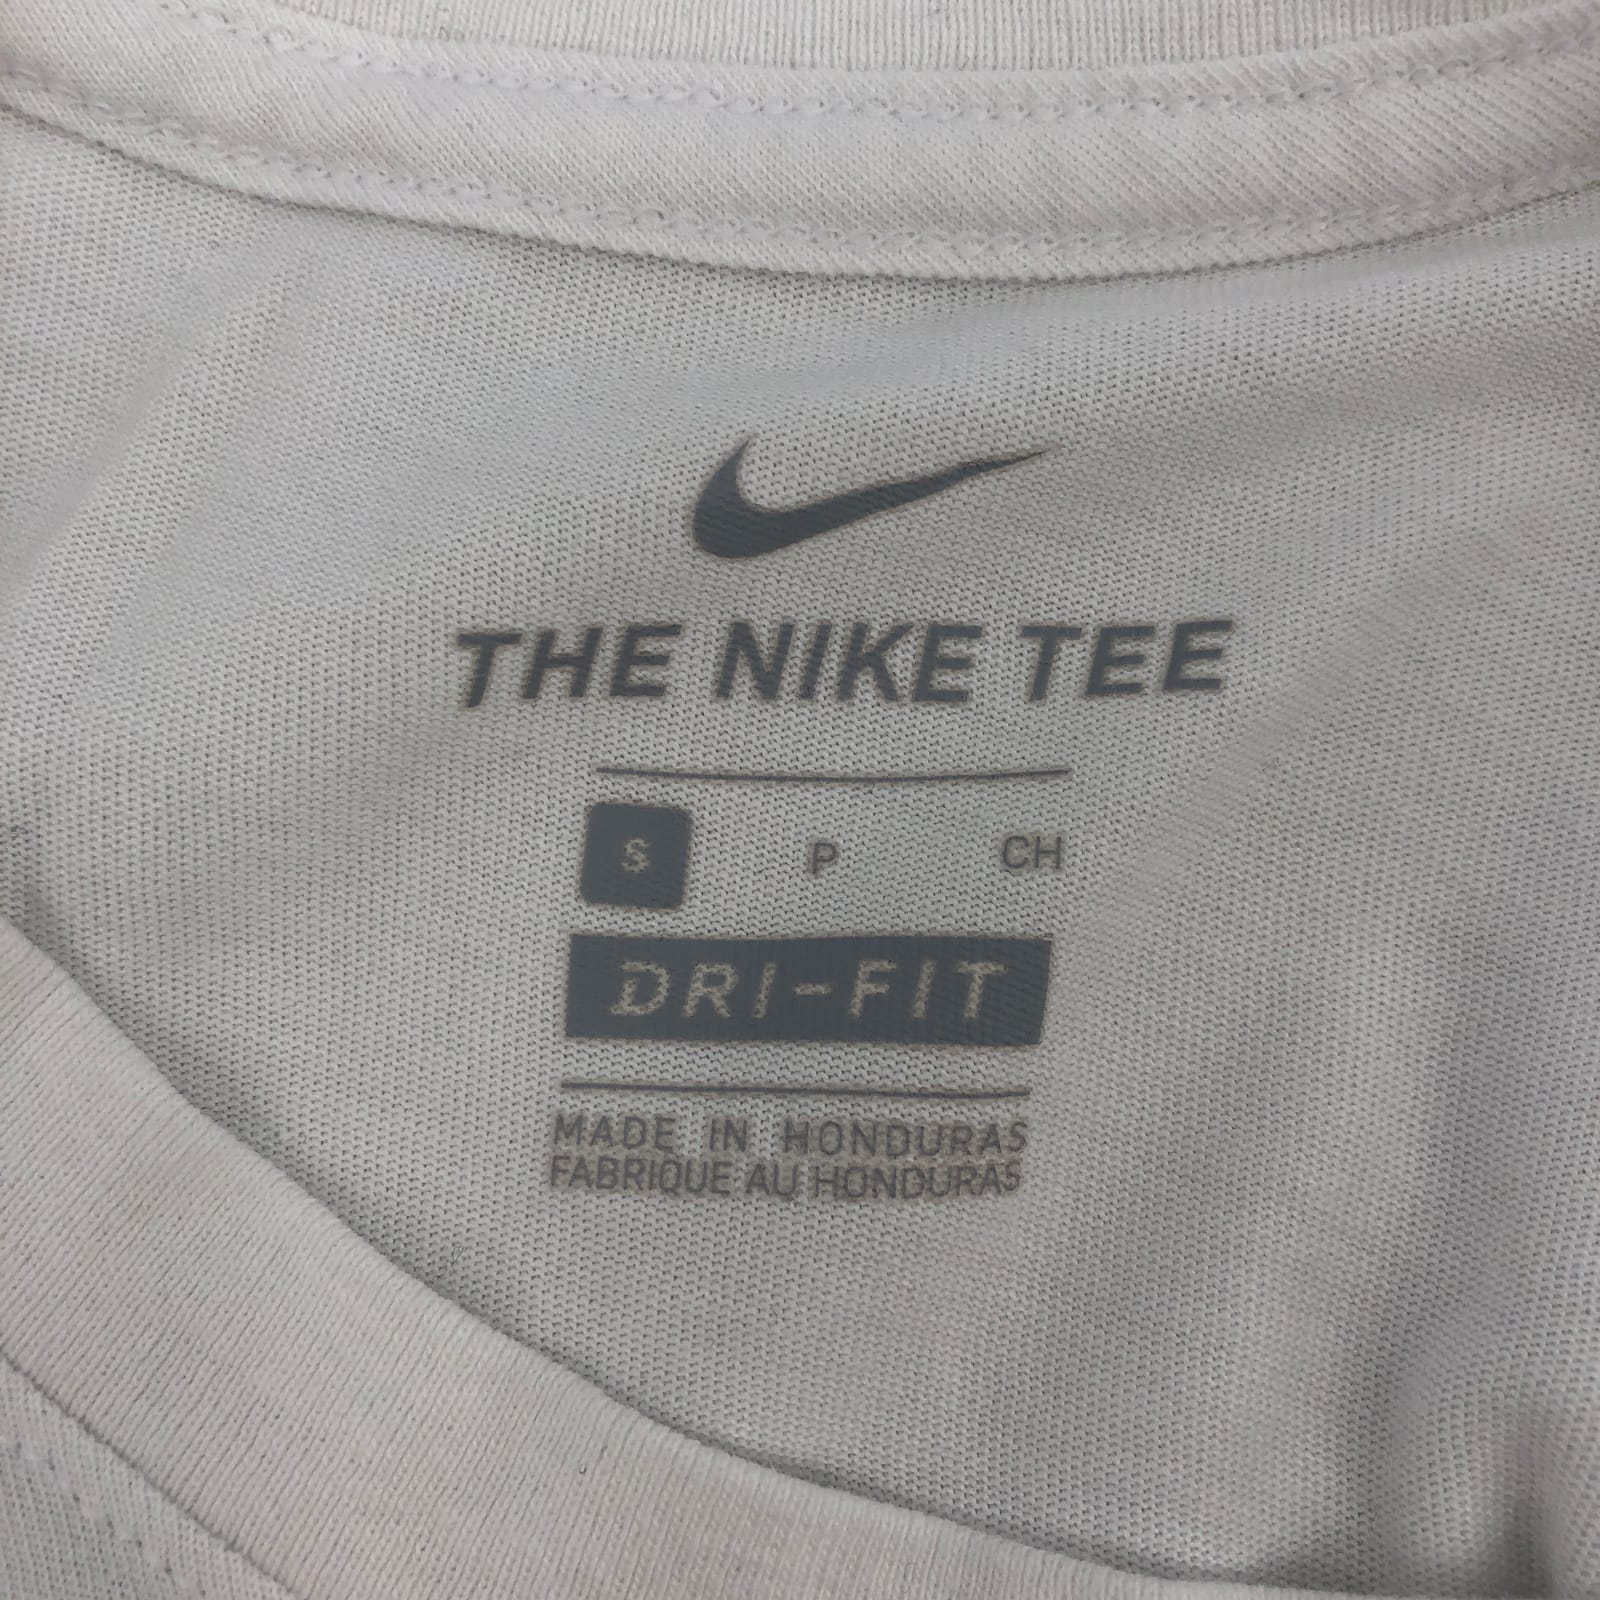 THE NIKE TEE
S P CH
DRI-FIT
MADE IN HONDURAS
FABRIQUE AU HONDURAS